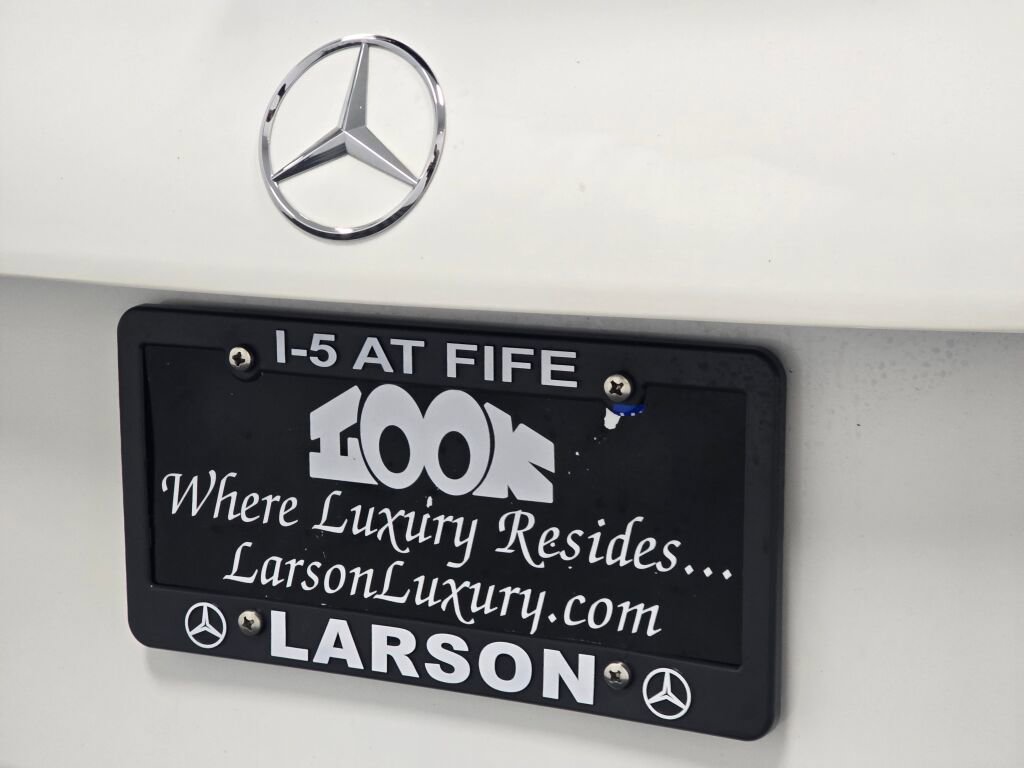 I-5 AT FIFE
LOOK
Where Luxury Resides...
LarsonLuxury.com
LARSON